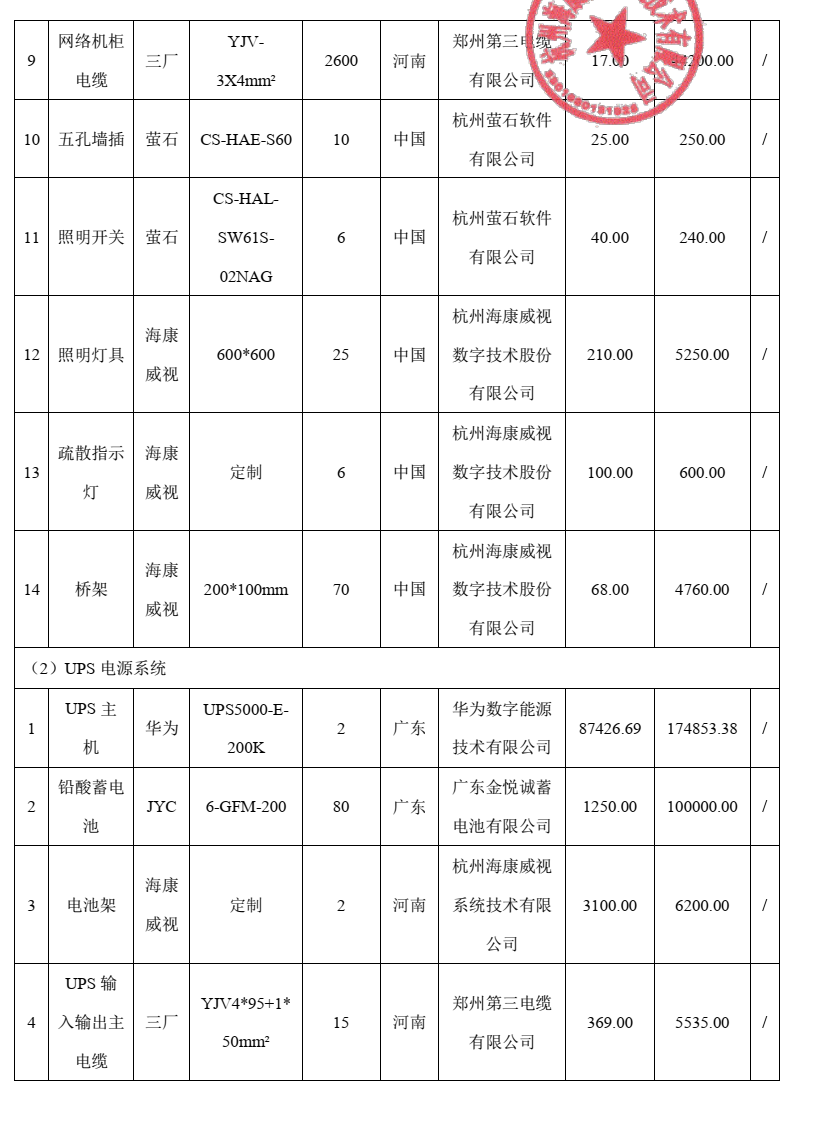 9 网络机柜电缆 三厂 YJV-3X4mm² 2600 河南 郑州第三电缆有限公司 17.00 44200.00 /
10 五孔墙插 萤石 CS-HAE-S60 10 中国 杭州萤石软件有限公司 25.00 250.00 /
11 照明开关 萤石 CS-HAL-SW61S-02NAG 6 中国 杭州萤石软件有限公司 40.00 240.00 /
12 照明灯具 海康威视 600*600 25 中国 杭州海康威视数字技术股份有限公司 210.00 5250.00 /
13 疏散指示灯 海康威视 定制 6 中国 杭州海康威视数字技术股份有限公司 100.00 600.00 /
14 桥架 海康威视 200*100mm 70 中国 杭州海康威视数字技术股份有限公司 68.00 4760.00 /
（2）UPS 电源系统
1 UPS 主机 华为 UPS5000-E-200K 2 广东 华为数字能源技术有限公司 87426.69 174853.38 /
2 铅酸蓄电池 JYC 6-GFM-200 80 广东 广东金悦诚蓄电池有限公司 1250.00 100000.00 /
3 电池架 海康威视 定制 2 河南 杭州海康威视系统技术有限公司 3100.00 6200.00 /
4 UPS 输入输出主电缆 三厂 YJV4*95+1*50mm² 15 河南 郑州第三电缆有限公司 369.00 5535.00 /